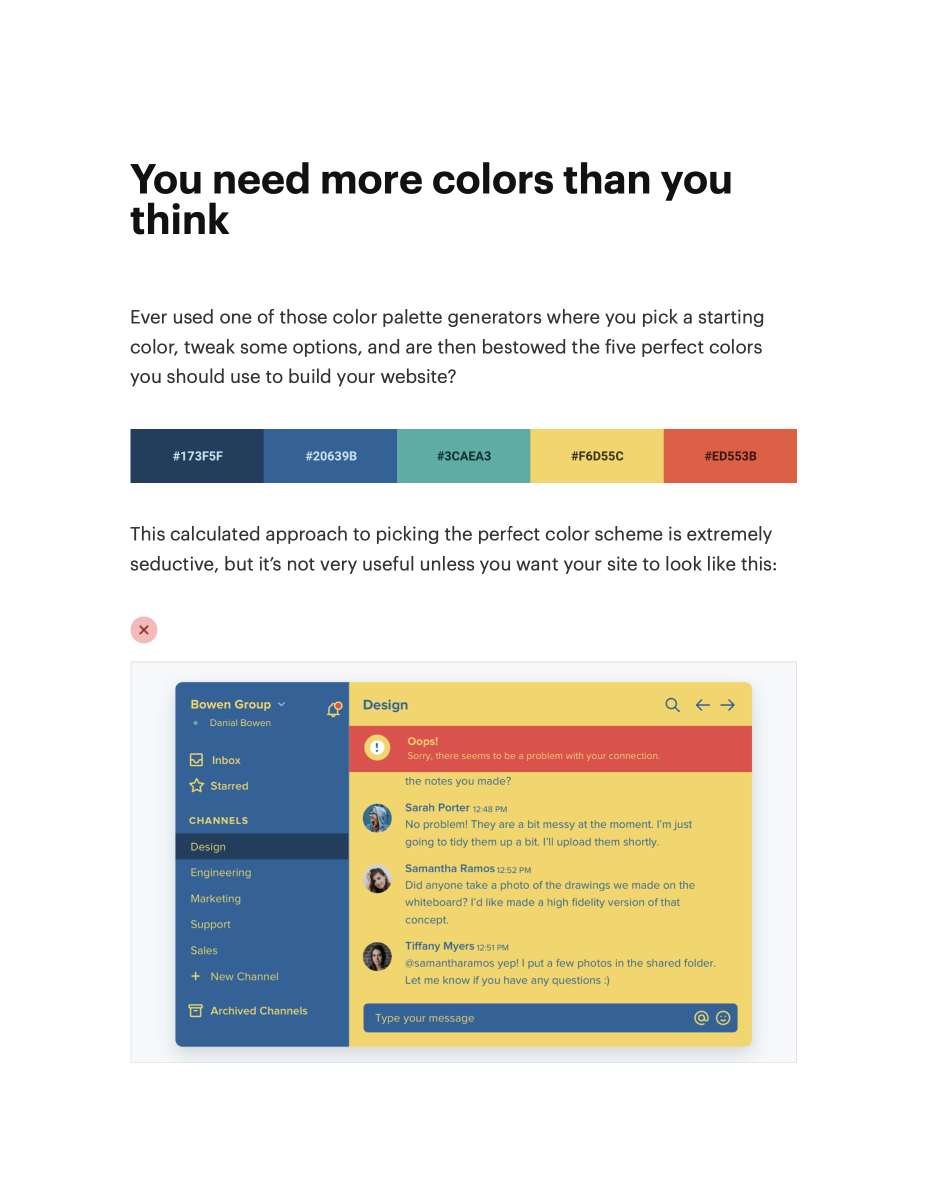 You need more colors than you
think
Ever used one of those color palette generators where you pick a starting
color, tweak some options, and are then bestowed the five perfect colors
you should use to build your website?
#173F5F #20639B #3CAEA3 #F6D55C #ED553B
This calculated approach to picking the perfect color scheme is extremely
seductive, but it’s not very useful unless you want your site to look like this:
Bowen Group
Danial Bowen
Inbox
Starred
CHANNELS
Design
Engineering
Marketing
Support
Sales
+ New Channel
Archived Channels
Design
Oops!
Sorry, there seems to be a problem with your connection.
the notes you made?
Sarah Porter 12:48 PM
No problem! They are a bit messy at the moment. I’m just
going to tidy them up a bit. I’ll upload them shortly.
Samantha Ramos 12:52 PM
Did anyone take a photo of the drawings we made on the
whiteboard? I’d like made a high fidelity version of that
concept.
Tiffany Myers 12:51 PM
@samantharamos yep! I put a few photos in the shared folder.
Let me know if you have any questions :)
Type your message @